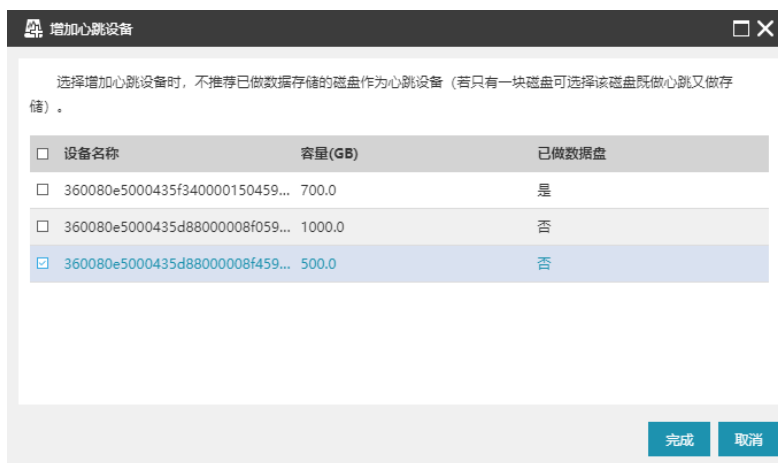 增加心跳设备
选择增加心跳设备时，不推荐已做数据存储的磁盘作为心跳设备（若只有一块磁盘可选择该磁盘既做心跳又做存
储）。
设备名称 容量(GB) 已做数据盘
360080e5000435f340000150459... 700.0 是
360080e5000435d88000008f059... 1000.0 否
360080e5000435d88000008f459... 500.0 否
完成 取消